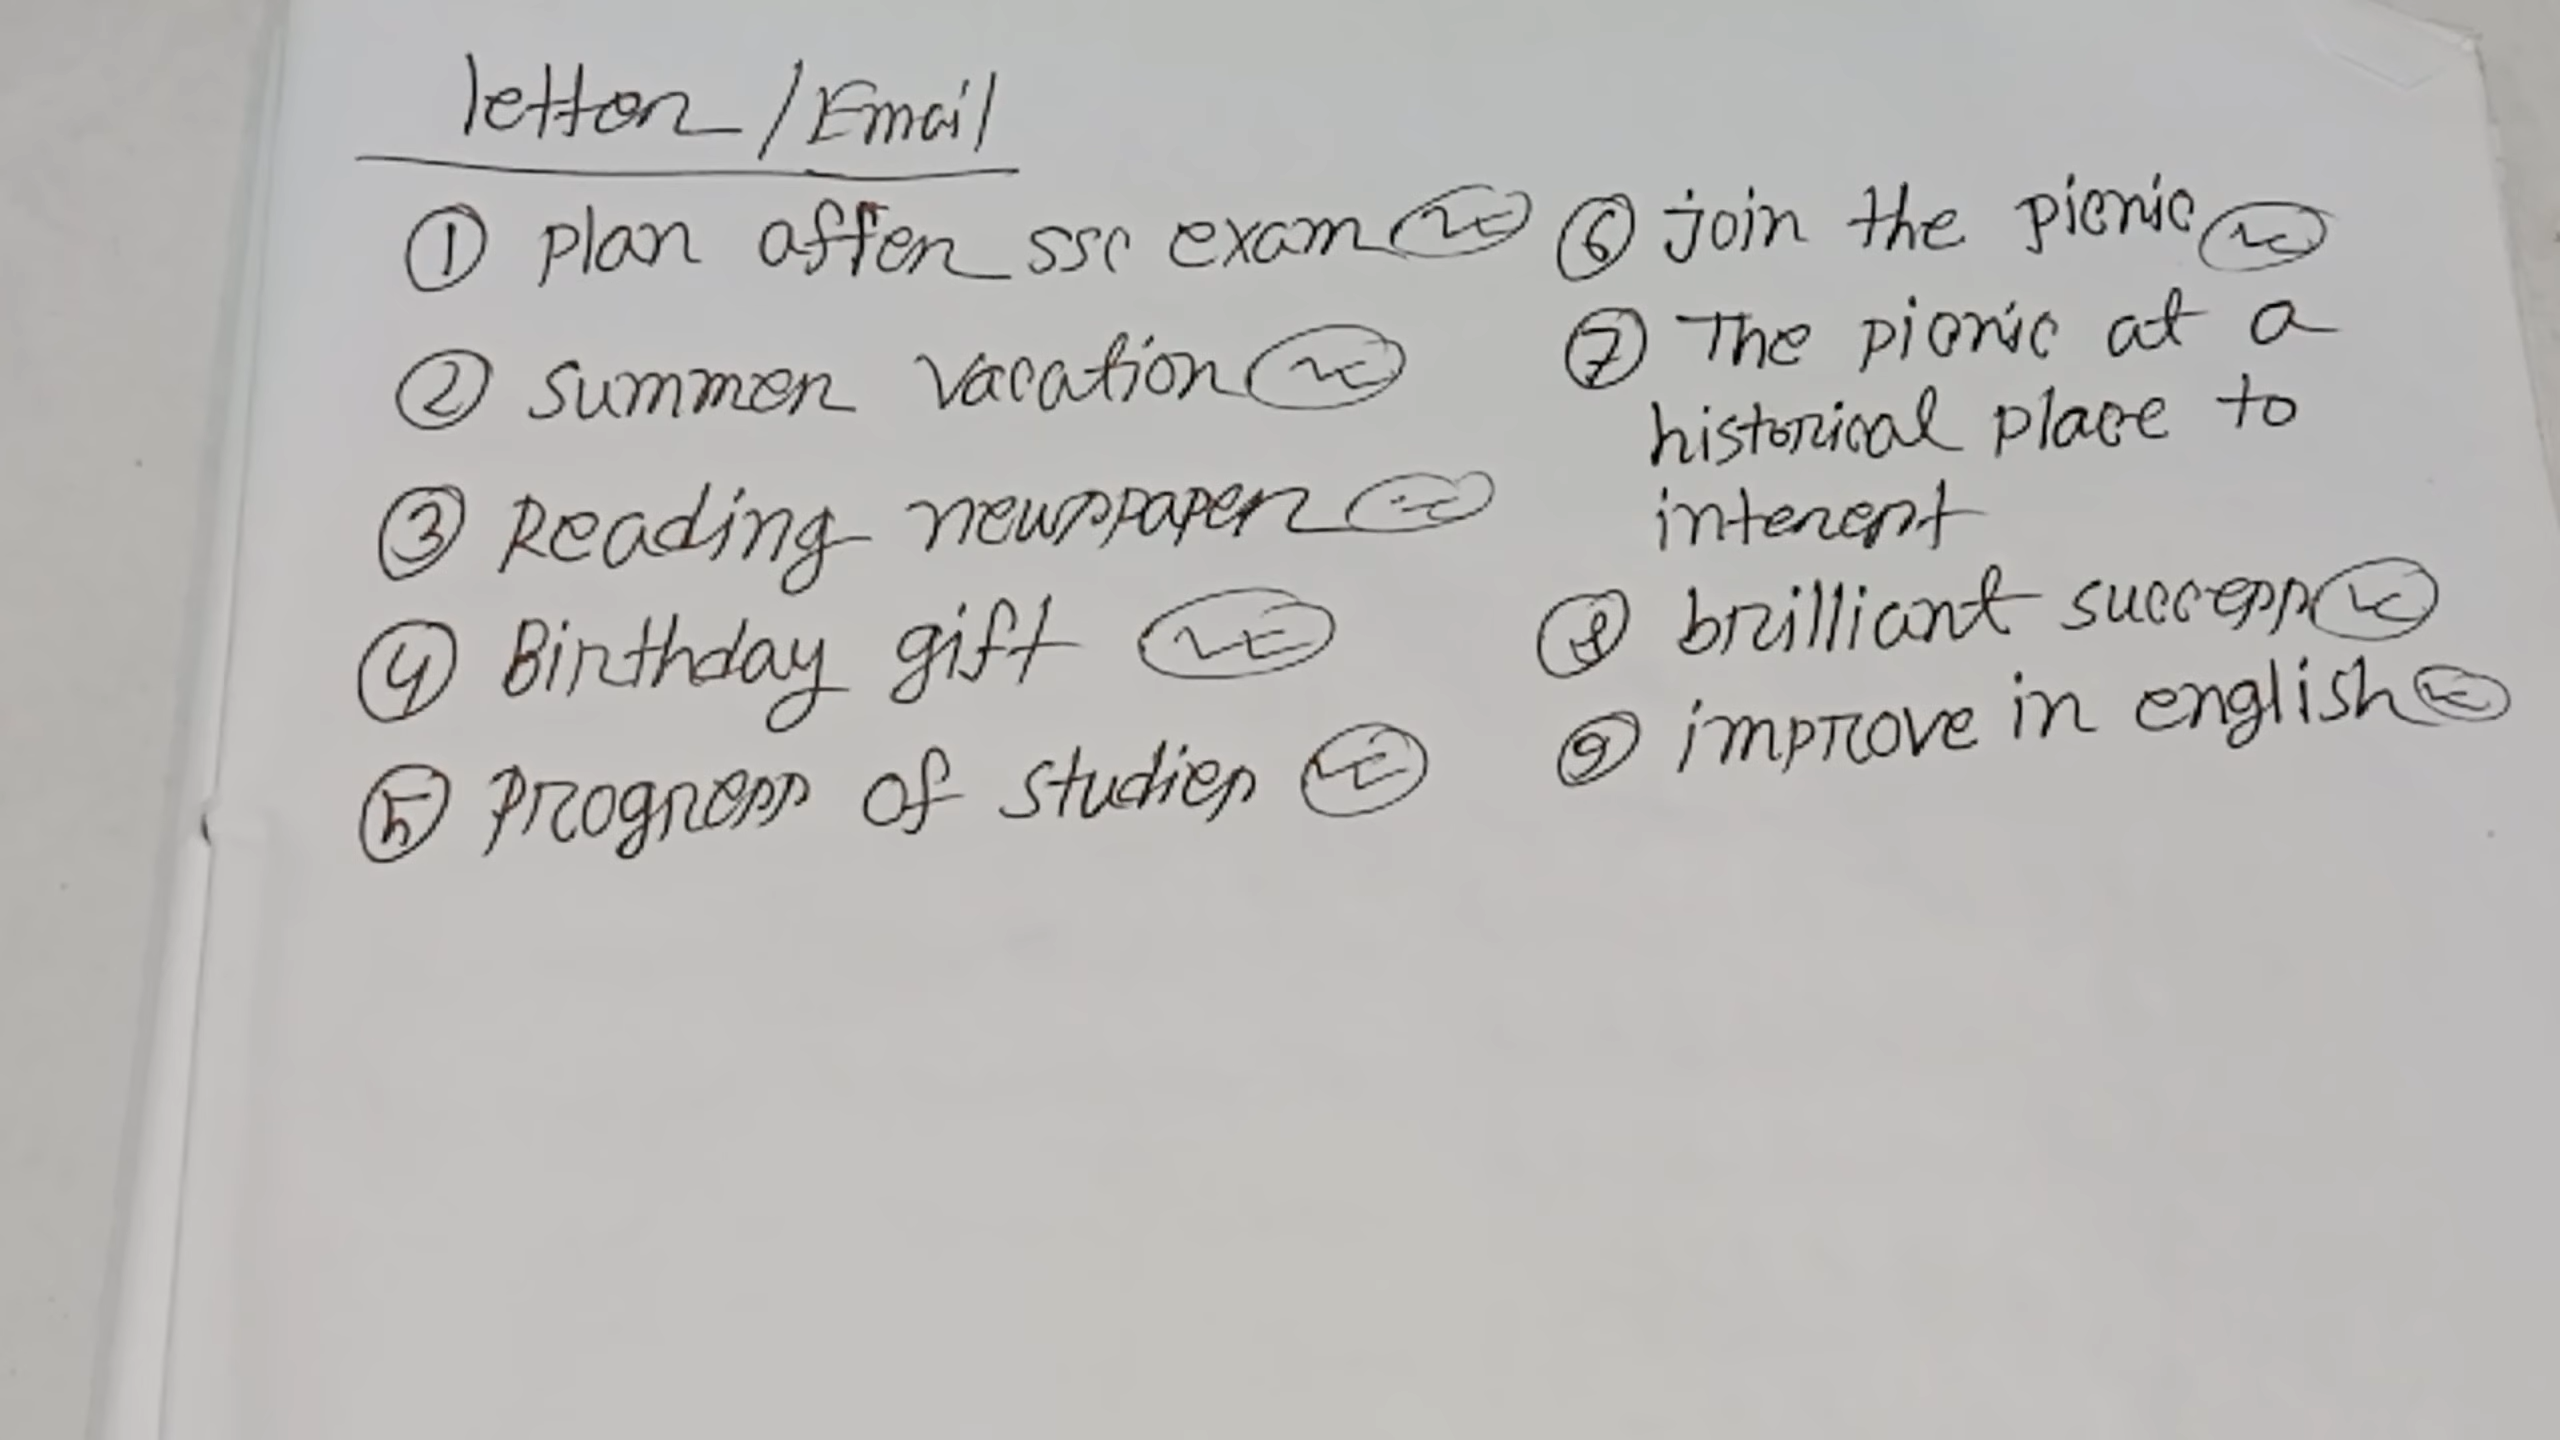 letter / Email
① plan after ssc exam
② summer vacation
③ Reading newspaper
④ Birthday gift
⑤ progress of studies
⑥ join the picnic
⑦ The picnic at a
historical place to
interest
⑧ brilliant success
⑨ improve in english